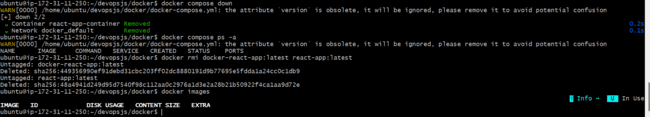 ubuntu@ip-172-31-11-250:~/devopsjs/docker$ docker compose down
WARN[0000] /home/ubuntu/devopsjs/docker/docker-compose.yml: the attribute `version` is obsolete, it will be ignored, please remove it to avoid potential confusion
[+] down 2/2
Container react-app-container Removed 0.2s
Network docker_default Removed 0.1s
ubuntu@ip-172-31-11-250:~/devopsjs/docker$ docker compose ps -a
WARN[0000] /home/ubuntu/devopsjs/docker/docker-compose.yml: the attribute `version` is obsolete, it will be ignored, please remove it to avoid potential confusion
NAME IMAGE COMMAND SERVICE CREATED STATUS PORTS
ubuntu@ip-172-31-11-250:~/devopsjs/docker$ docker rmi docker-react-app:latest react-app:latest
Untagged: docker-react-app:latest
Deleted: sha256:449356990ef91debd31cbc203ff02dc8880191d9b77695e5fdda1a24cc0c1db9
Untagged: react-app:latest
Deleted: sha256:48a4941d249d95d7540f98c112aa0c2976a1d3e2a28b21b50922f4ca1aa9d72e
ubuntu@ip-172-31-11-250:~/devopsjs/docker$ docker images
i Info → U In Use
IMAGE ID DISK USAGE CONTENT SIZE EXTRA
ubuntu@ip-172-31-11-250:~/devopsjs/docker$